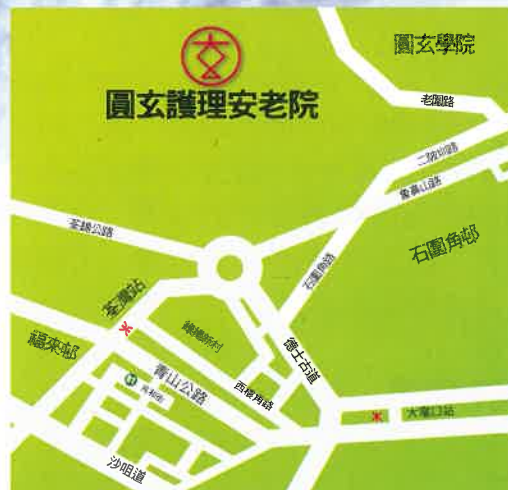 圓玄學院
圓玄護理安老院
老圍路
二陂圳路
象鼻山路
石圍角邨
荃錦公路
石圍角路
荃灣站
綠楊新村
德士古道
福來邨
青山公路
西樓角路
大窩口站
沙咀道